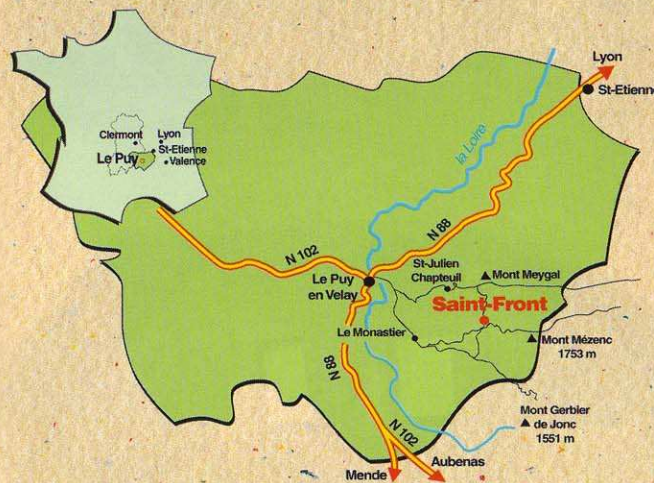 Lyon
St-Etienne
Clermont
Lyon
St-Etienne
Le Puy
Valence
la Loire
N 88
N 102
St-Julien
Chapteuil
Mont Meygal
Le Puy
en Velay
Saint-Front
Le Monastier
Mont Mézenc
1753 m
N 88
Mont Gerbier
de Jonc
1551 m
N 102
Aubenas
Mende